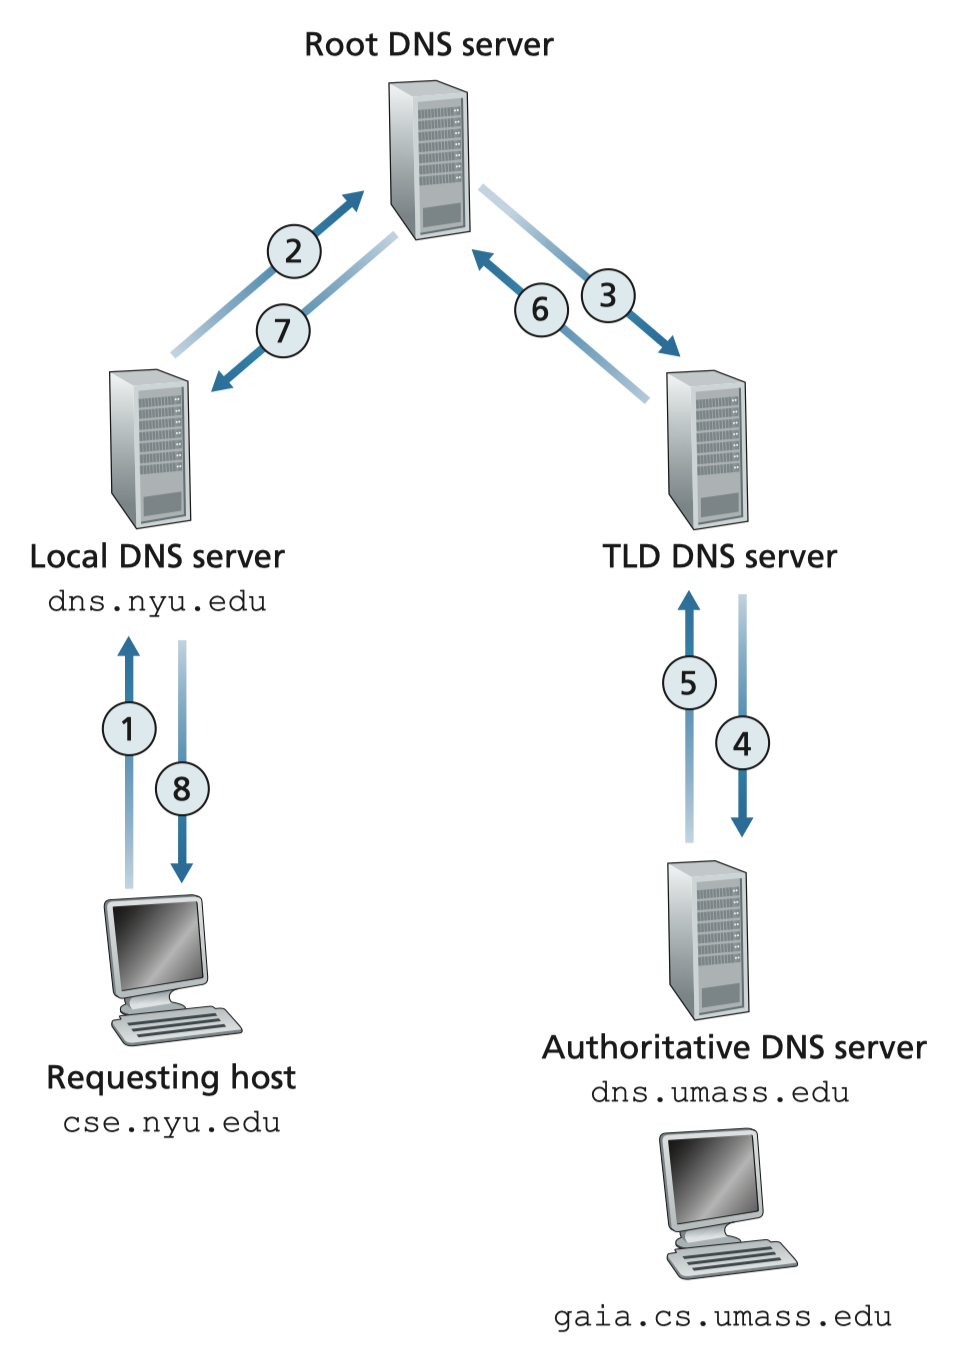 Root DNS server
2
3
6
7
Local DNS server
dns.nyu.edu
TLD DNS server
1
8
5
4
Requesting host
cse.nyu.edu
Authoritative DNS server
dns.umass.edu
gaia.cs.umass.edu